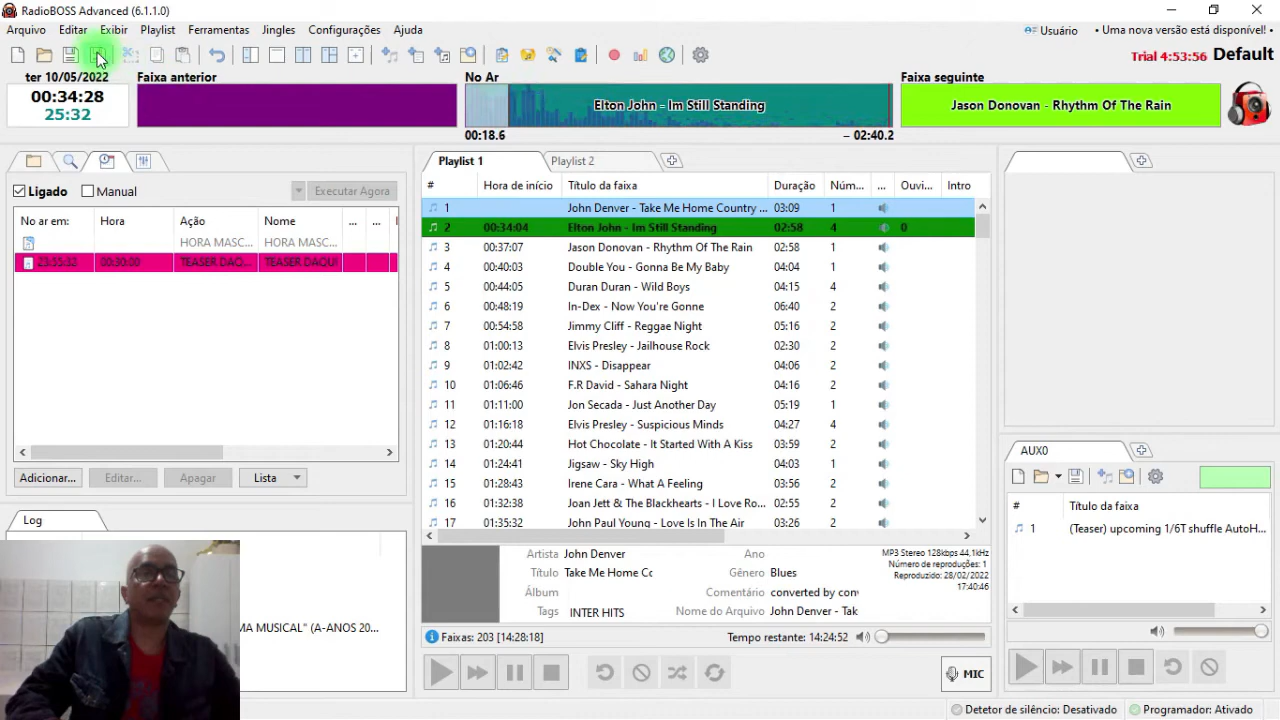 RadioBOSS Advanced (6.1.1.0)
Arquivo Editar Exibir Playlist Ferramentas Jingles Configurações Ajuda
Usuário • Uma nova versão está disponível!
Trial 4:53:56 Default
ter 10/05/2022
00:34:28
25:32
Faixa anterior
No Ar
Elton John - Im Still Standing
00:18.6 – 02:40.2
Faixa seguinte
Jason Donovan - Rhythm Of The Rain
Ligado Manual Executar Agora
No ar em: Hora Ação Nome ... ...
HORA MASC... HORA MASC...
23:55:32 00:30:00 TEASER DAQ... TEASER DAQUI
Adicionar... Editar... Apagar Lista
Log
MA MUSICAL" (A-ANOS 20...
Playlist 1 Playlist 2
# Hora de início Título da faixa Duração Núm... ... Ouvi... Intro
1 John Denver - Take Me Home Country ... 03:09 1
2 00:34:04 Elton John - Im Still Standing 02:58 4 0
3 00:37:07 Jason Donovan - Rhythm Of The Rain 02:58 1
4 00:40:03 Double You - Gonna Be My Baby 04:04 1
5 00:44:05 Duran Duran - Wild Boys 04:15 4
6 00:48:19 In-Dex - Now You're Gonne 06:40 2
7 00:54:58 Jimmy Cliff - Reggae Night 05:16 2
8 01:00:13 Elvis Presley - Jailhouse Rock 02:30 2
9 01:02:42 INXS - Disappear 04:06 2
10 01:06:46 F.R David - Sahara Night 04:16 2
11 01:11:00 Jon Secada - Just Another Day 05:19 1
12 01:16:18 Elvis Presley - Suspicious Minds 04:27 4
13 01:20:44 Hot Chocolate - It Started With A Kiss 03:59 2
14 01:24:41 Jigsaw - Sky High 04:03 1
15 01:28:43 Irene Cara - What A Feeling 03:56 2
16 01:32:38 Joan Jett & The Blackhearts - I Love Ro... 02:55 2
17 01:35:32 John Paul Young - Love Is In The Air 03:26 2
Artista John Denver Ano
Título Take Me Home Cc Gênero Blues
Álbum Comentário converted by con
Tags INTER HITS Nome do Arquivo John Denver - Tak
MP3 Stereo 128kbps 44,1kHz
Número de reproduções: 1
Reproduzido: 28/02/2022
17:40:46
Faixas: 203 [14:28:18] Tempo restante: 14:24:52
MIC
AUX0
# Título da faixa
1 (Teaser) upcoming 1/6T shuffle AutoH...
Detetor de silêncio: Desativado Programador: Ativado